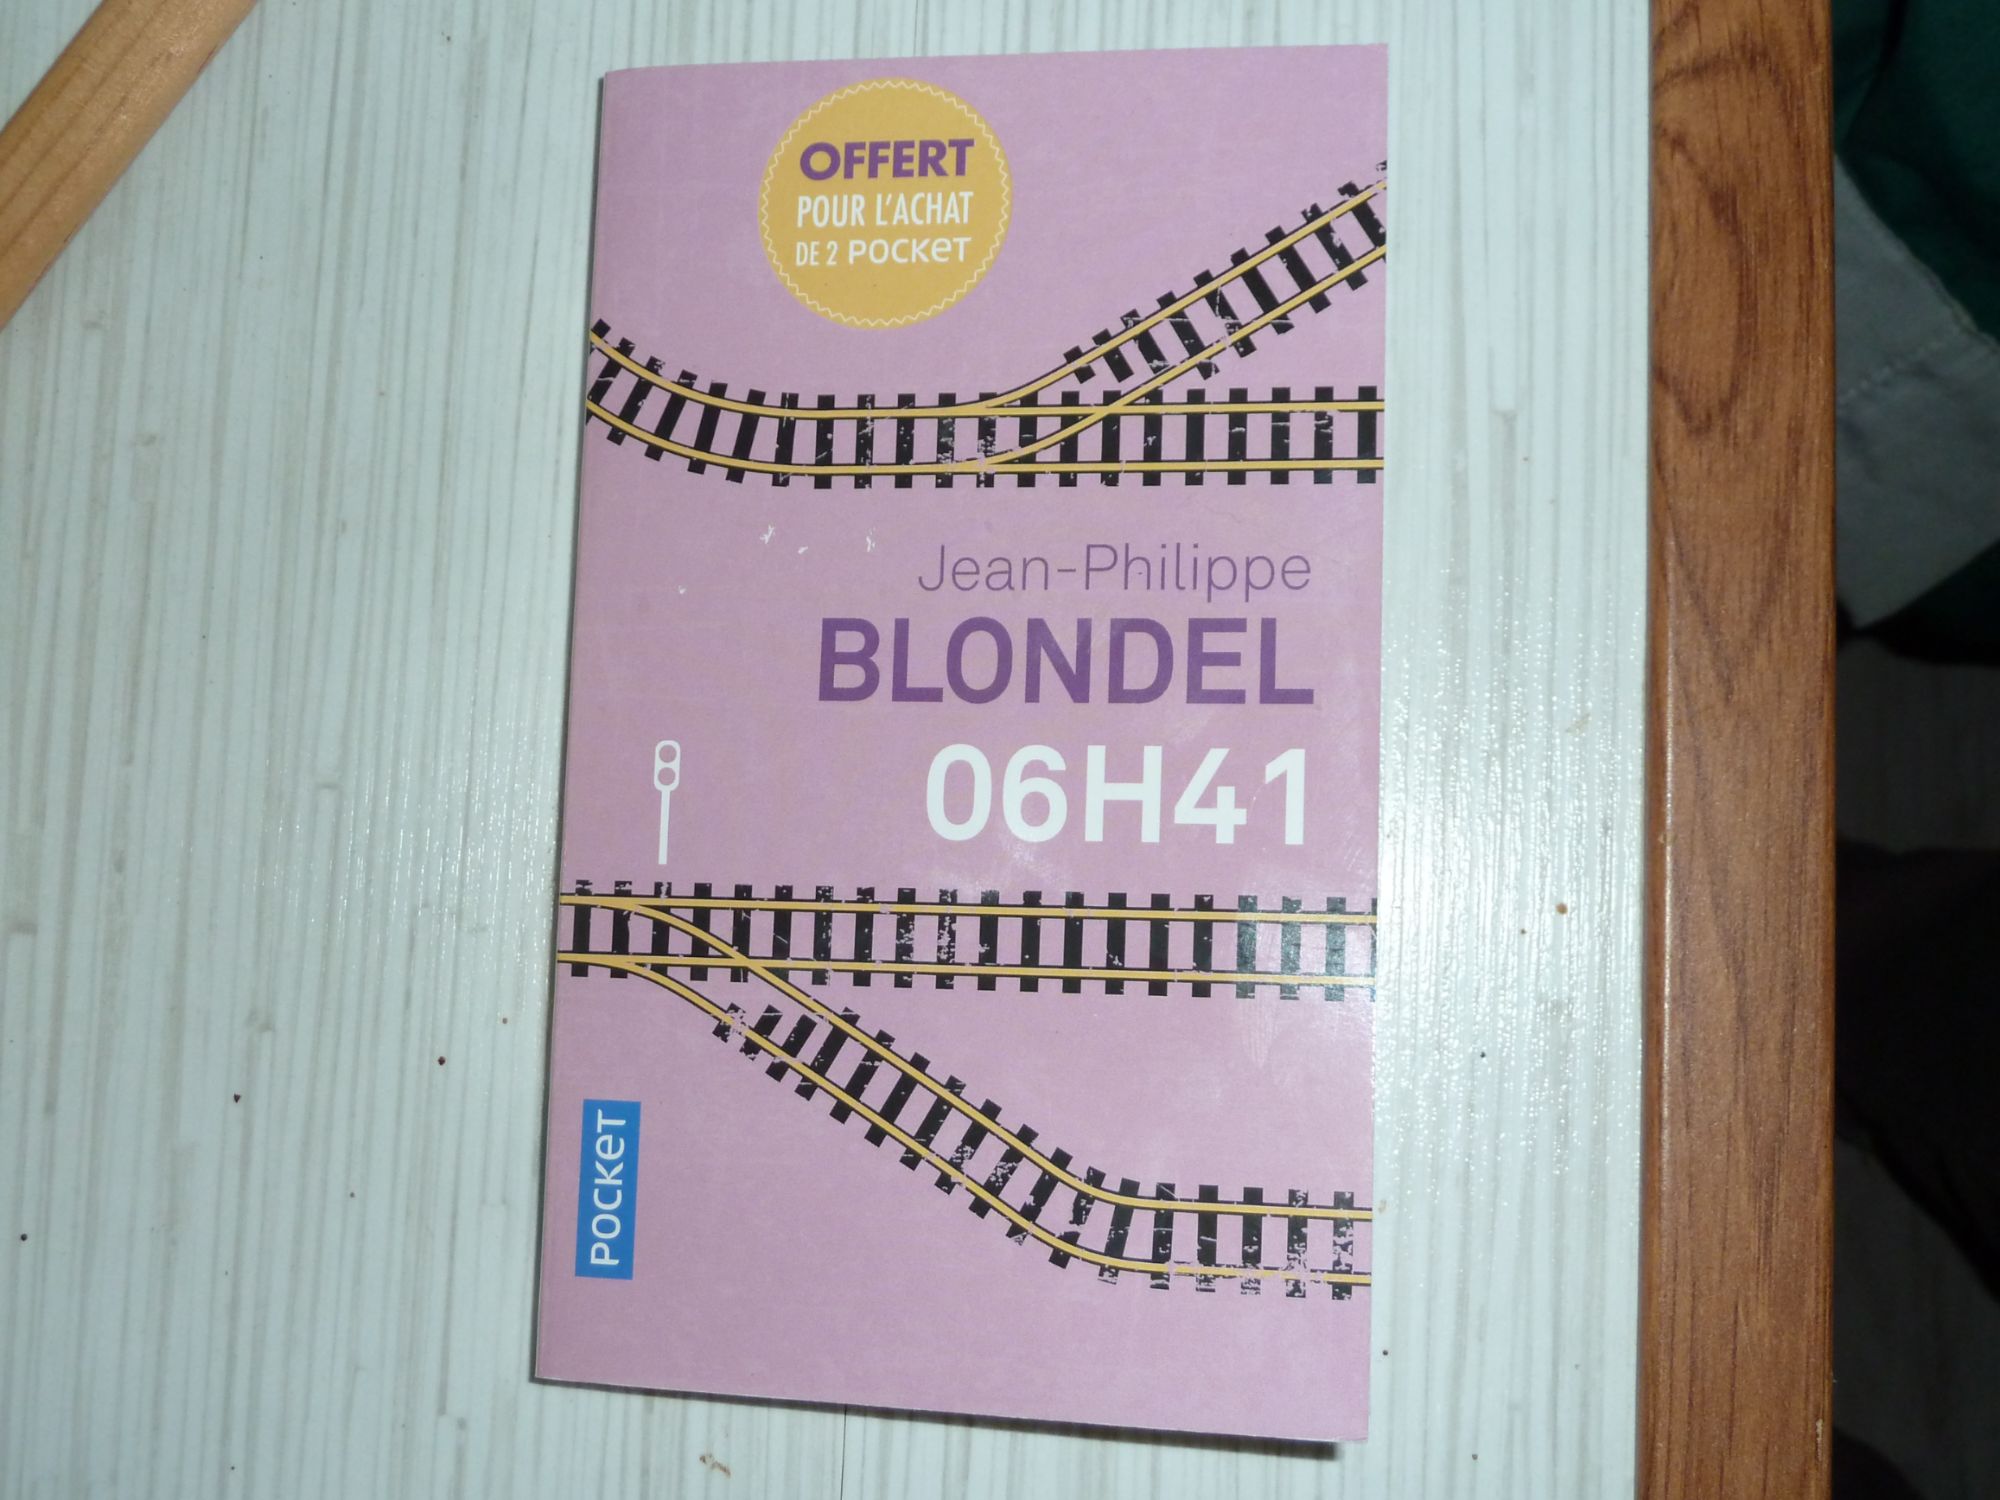 OFFERT
POUR L'ACHAT
DE 2 POCKET
Jean-Philippe
BLONDEL
06H41
POCKET